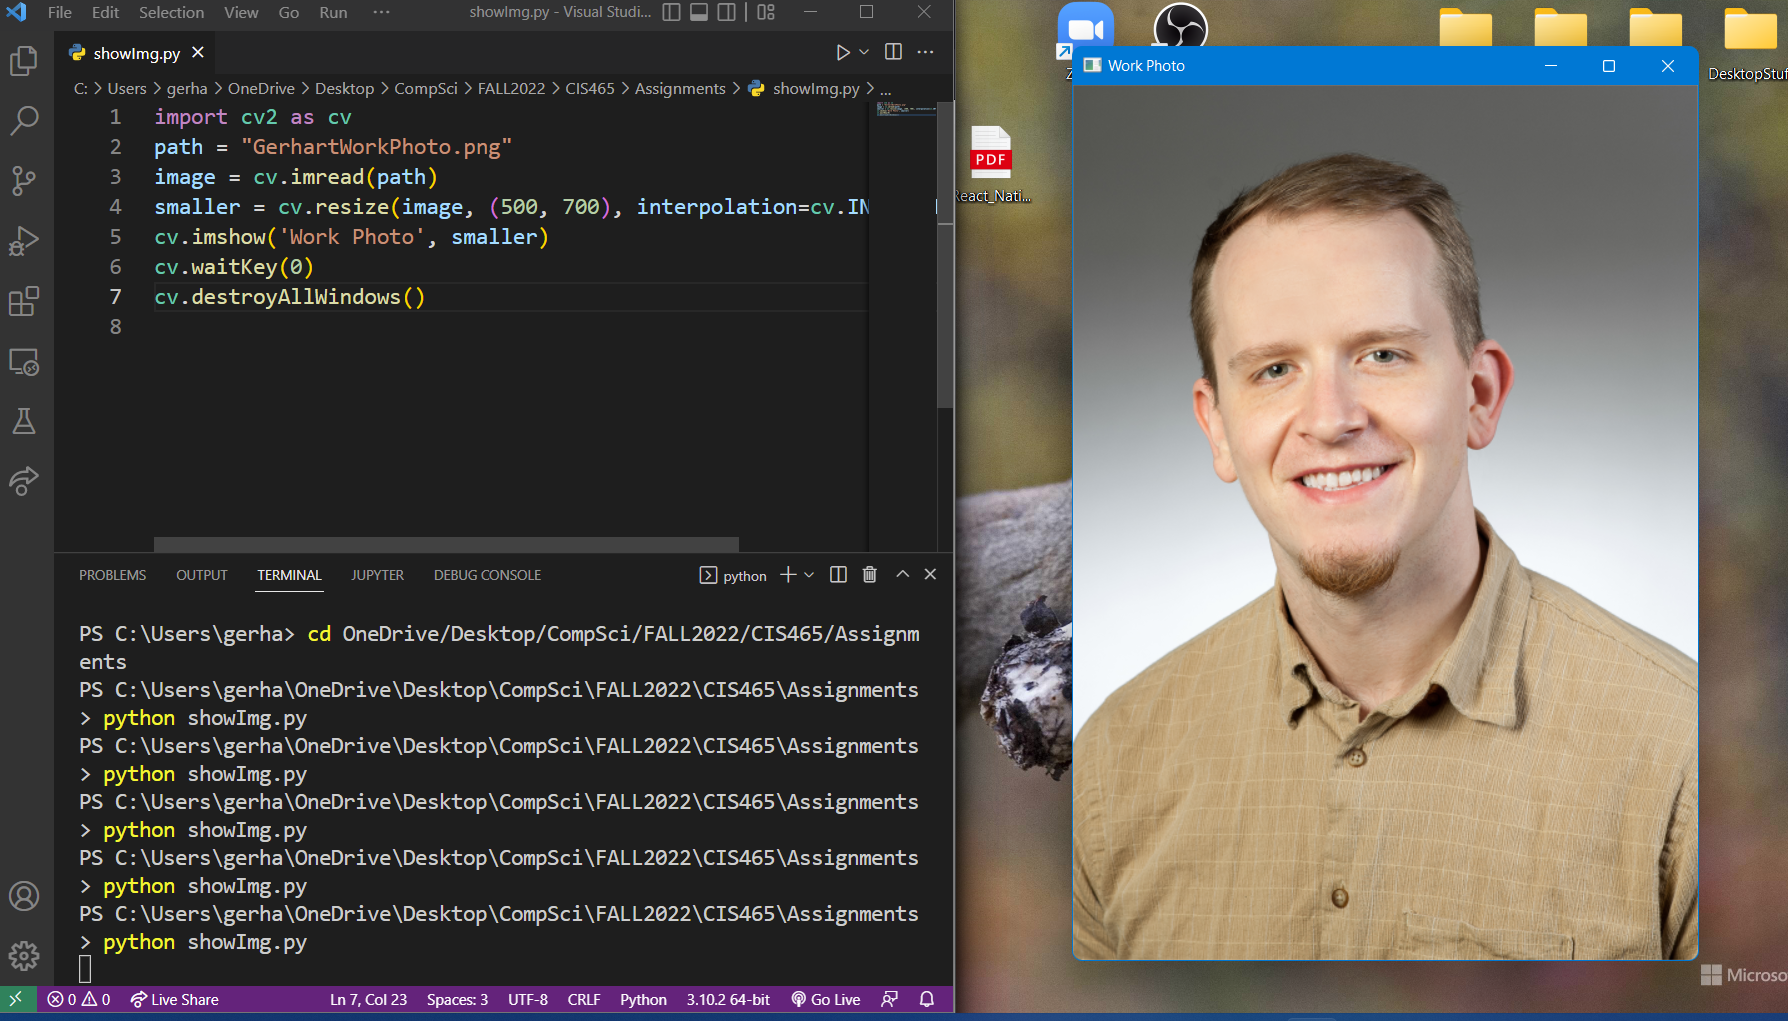 File Edit Selection View Go Run ··· showImg.py - Visual Studi...
showImg.py
C: > Users > gerha > OneDrive > Desktop > CompSci > FALL2022 > CIS465 > Assignments > showImg.py > ...
1 import cv2 as cv
2 path = "GerhartWorkPhoto.png"
3 image = cv.imread(path)
4 smaller = cv.resize(image, (500, 700), interpolation=cv.IN
5 cv.imshow('Work Photo', smaller)
6 cv.waitKey(0)
7 cv.destroyAllWindows()
8
PROBLEMS OUTPUT TERMINAL JUPYTER DEBUG CONSOLE python
PS C:\Users\gerha> cd OneDrive/Desktop/CompSci/FALL2022/CIS465/Assignm
ents
PS C:\Users\gerha\OneDrive\Desktop\CompSci\FALL2022\CIS465\Assignments
> python showImg.py
PS C:\Users\gerha\OneDrive\Desktop\CompSci\FALL2022\CIS465\Assignments
> python showImg.py
PS C:\Users\gerha\OneDrive\Desktop\CompSci\FALL2022\CIS465\Assignments
> python showImg.py
PS C:\Users\gerha\OneDrive\Desktop\CompSci\FALL2022\CIS465\Assignments
> python showImg.py
PS C:\Users\gerha\OneDrive\Desktop\CompSci\FALL2022\CIS465\Assignments
> python showImg.py
0 0 Live Share Ln 7, Col 23 Spaces: 3 UTF-8 CRLF Python 3.10.2 64-bit Go Live
Work Photo
DesktopStuf
PDF
React_Nati...
Microso